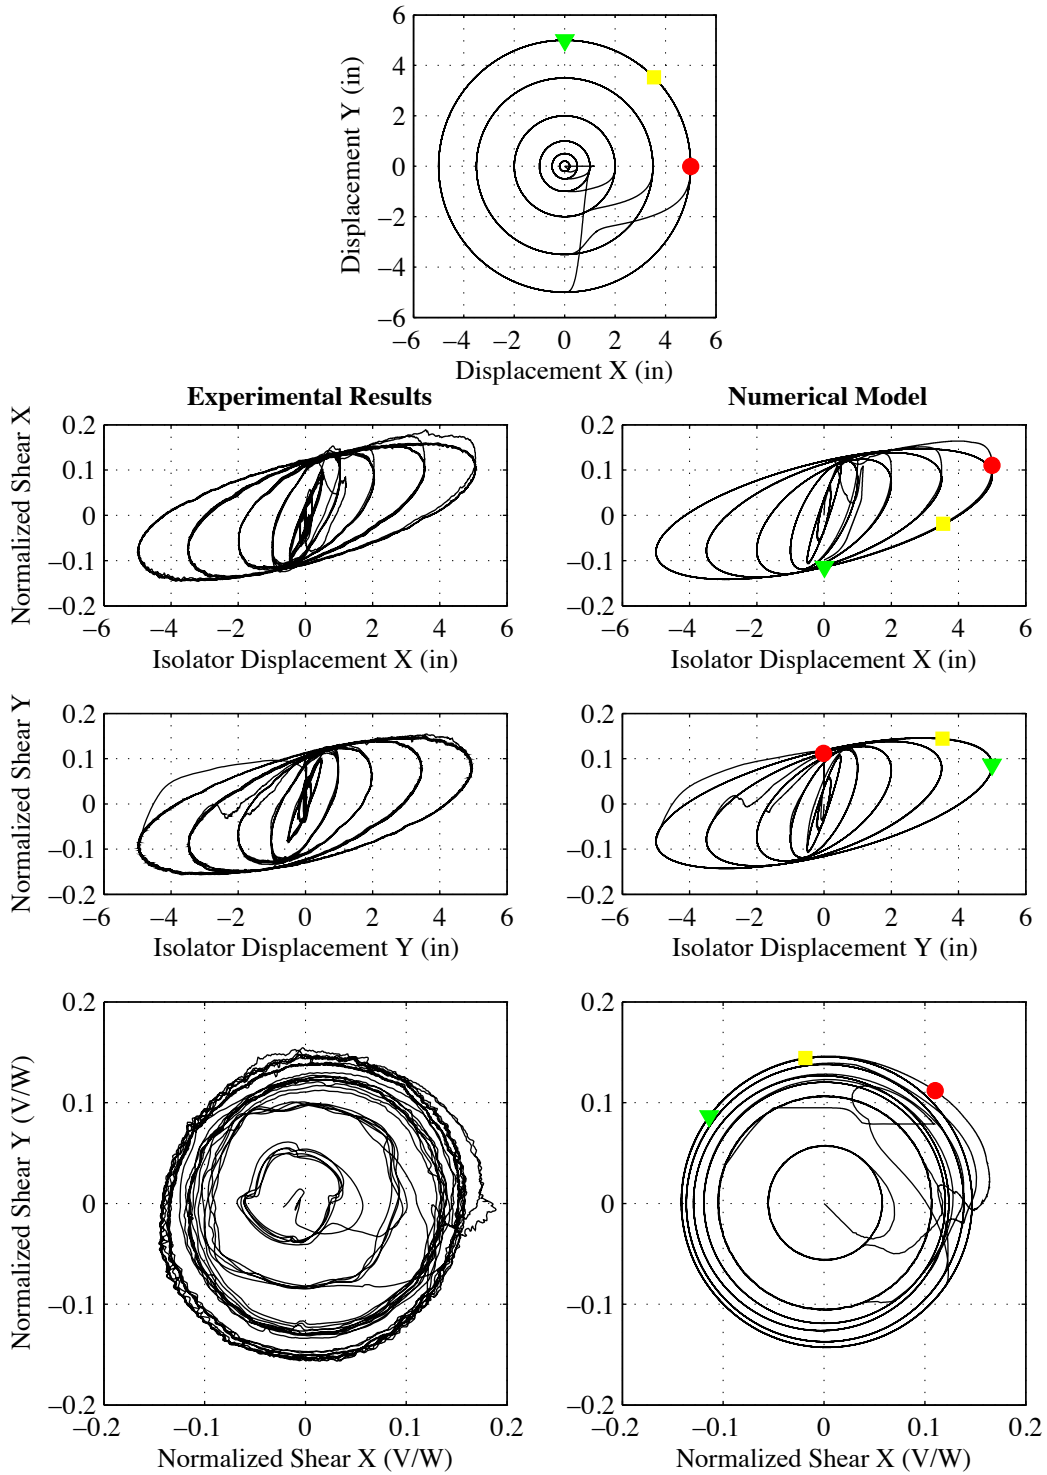 6
4
2
0
−2
−4
−6
Displacement Y (in)
−6 −4 −2 0 2 4 6
Displacement X (in)
Experimental Results
0.2
0.1
0
−0.1
−0.2
Normalized Shear X
−6 −4 −2 0 2 4 6
Isolator Displacement X (in)
Numerical Model
0.2
0.1
0
−0.1
−0.2
−6 −4 −2 0 2 4 6
Isolator Displacement X (in)
0.2
0.1
0
−0.1
−0.2
Normalized Shear Y
−6 −4 −2 0 2 4 6
Isolator Displacement Y (in)
0.2
0.1
0
−0.1
−0.2
−6 −4 −2 0 2 4 6
Isolator Displacement Y (in)
0.2
0.1
0
−0.1
−0.2
Normalized Shear Y (V/W)
−0.2 −0.1 0 0.1 0.2
Normalized Shear X (V/W)
0.2
0.1
0
−0.1
−0.2
−0.2 −0.1 0 0.1 0.2
Normalized Shear X (V/W)